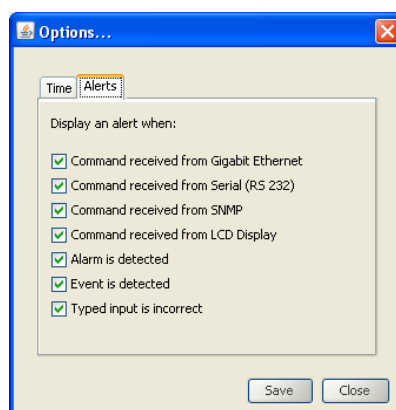 Options...
Time Alerts
Display an alert when:
Command received from Gigabit Ethernet
Command received from Serial (RS 232)
Command received from SNMP
Command received from LCD Display
Alarm is detected
Event is detected
Typed input is incorrect
Save Close